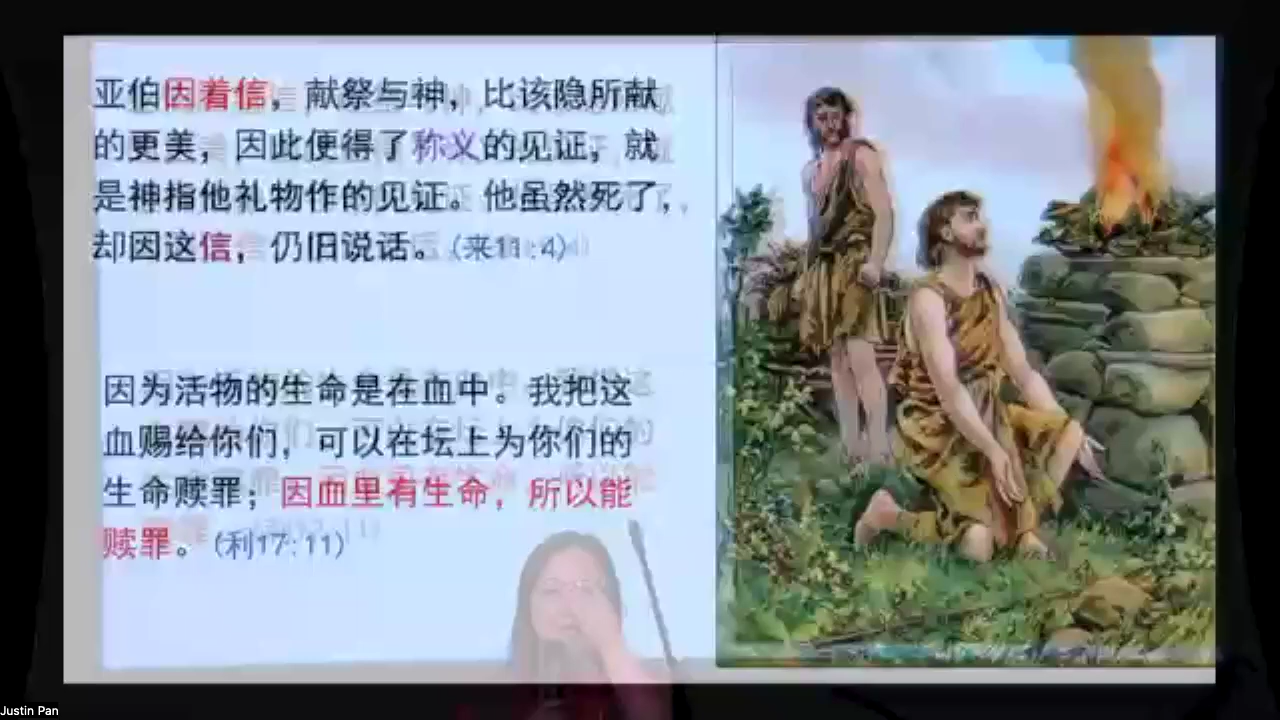 亚伯因着信，献祭与神，比该隐所献
的更美，因此便得了称义的见证，就
是神指他礼物作的见证。他虽然死了，
却因这信，仍旧说话。(来11:4)
因为活物的生命是在血中。我把这
血赐给你们，可以在坛上为你们的
生命赎罪；因血里有生命，所以能
赎罪。(利17:11)
Justin Pan